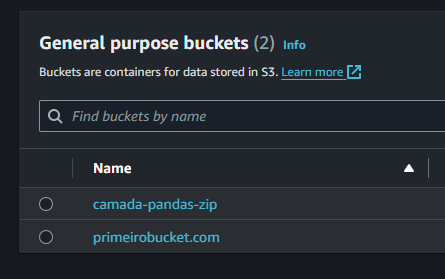 General purpose buckets (2) Info
Buckets are containers for data stored in S3. Learn more
Find buckets by name
Name
camada-pandas-zip
primeirobucket.com